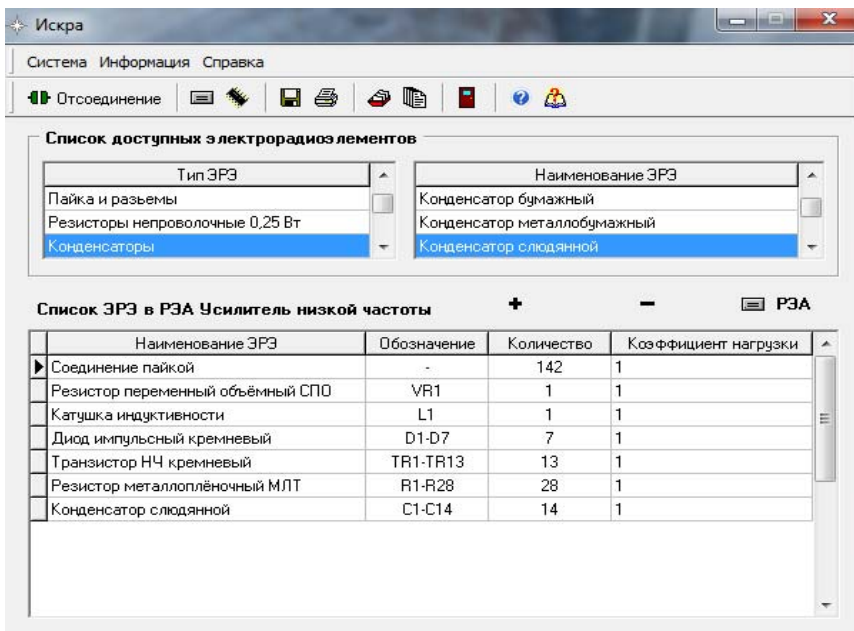 Искра
Система Информация Справка
Отсоединение
Список доступных электрорадиоэлементов
Тип ЭРЭ Наименование ЭРЭ
Пайка и разьемы Конденсатор бумажный
Резисторы непроволочные 0,25 Вт Конденсатор металлобумажный
Конденсаторы Конденсатор слюдянной
Список ЭРЭ в РЭА Усилитель низкой частоты + - РЭА
Наименование ЭРЭ Обозначение Количество Коэффициент нагрузки
Соединение пайкой - 142 1
Резистор переменный объёмный СПО VR1 1 1
Катушка индуктивности L1 1 1
Диод импульсный кремневый D1-D7 7 1
Транзистор НЧ кремневый TR1-TR13 13 1
Резистор металлоплёночный МЛТ R1-R28 28 1
Конденсатор слюдянной C1-C14 14 1